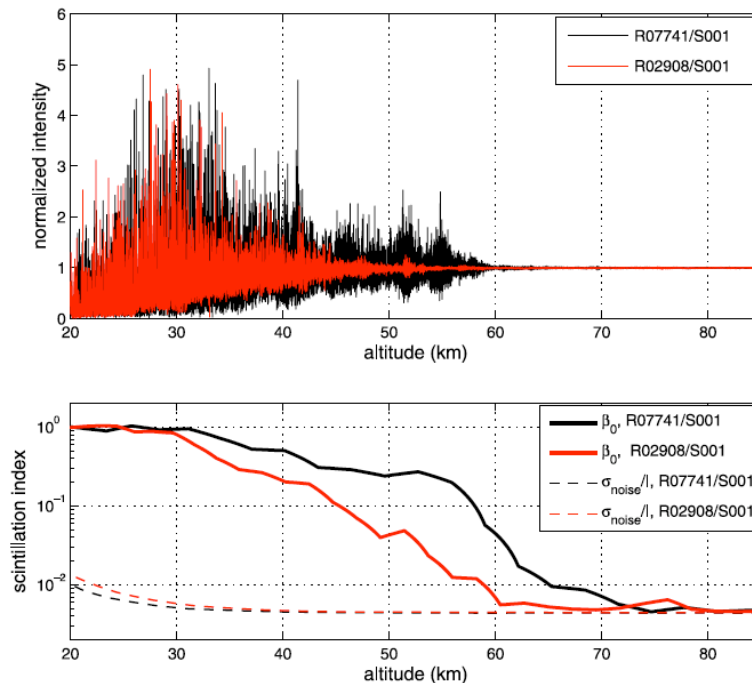 6
5
4
3
2
1
0
normalized intensity
R07741/S001
R02908/S001
20 30 40 50 60 70 80
altitude (km)
10⁰
10⁻¹
10⁻²
scintillation index
β₀, R07741/S001
β₀, R02908/S001
σnoise/I, R07741/S001
σnoise/I, R02908/S001
20 30 40 50 60 70 80
altitude (km)